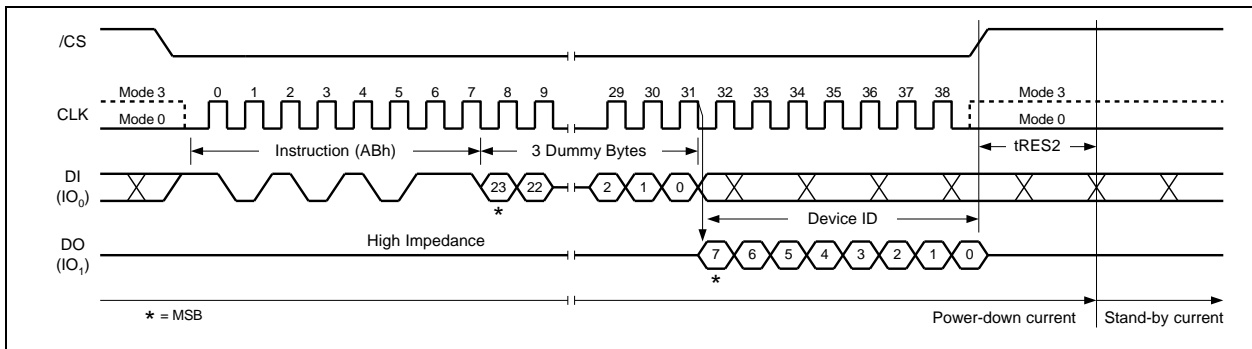 /CS
Mode 3 0 1 2 3 4 5 6 7 8 9 29 30 31 32 33 34 35 36 37 38 Mode 3
CLK Mode 0 Mode 0
Instruction (ABh) 3 Dummy Bytes tRES2
DI
(IO0) 23 22 2 1 0
* Device ID
High Impedance
DO
(IO1) 7 6 5 4 3 2 1 0
*
* = MSB Power-down current Stand-by current